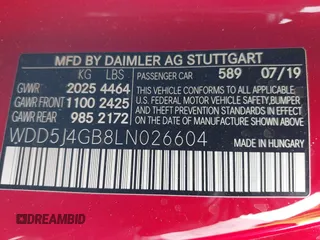 MFD BY DAIMLER AG STUTTGART
KG LBS PASSENGER CAR 589 07/19
GVWR 2025 4464
GAWR FRONT 1100 2425
GAWR REAR 985 2172
THIS VEHICLE CONFORMS TO ALL APPLICABLE
U.S. FEDERAL MOTOR VEHICLE SAFETY, BUMPER
AND THEFT PREVENTION STANDARDS IN EFFECT ON
THE DATE OF MANUFACTURE SHOWN ABOVE.
WDD5J4GB8LN026604
MADE IN HUNGARY
DREAMBID